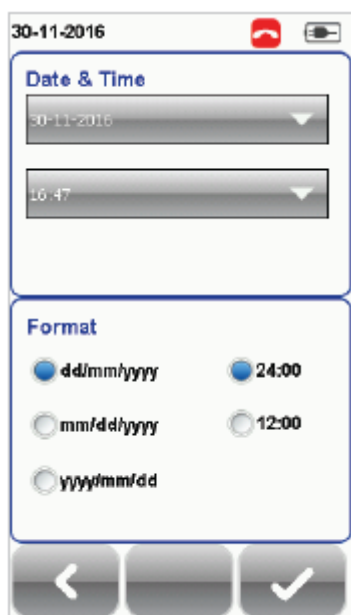 30-11-2016
Date & Time
30-11-2016
16:47
Format
dd/mm/yyyy 24:00
mm/dd/yyyy 12:00
yyyy/mm/dd